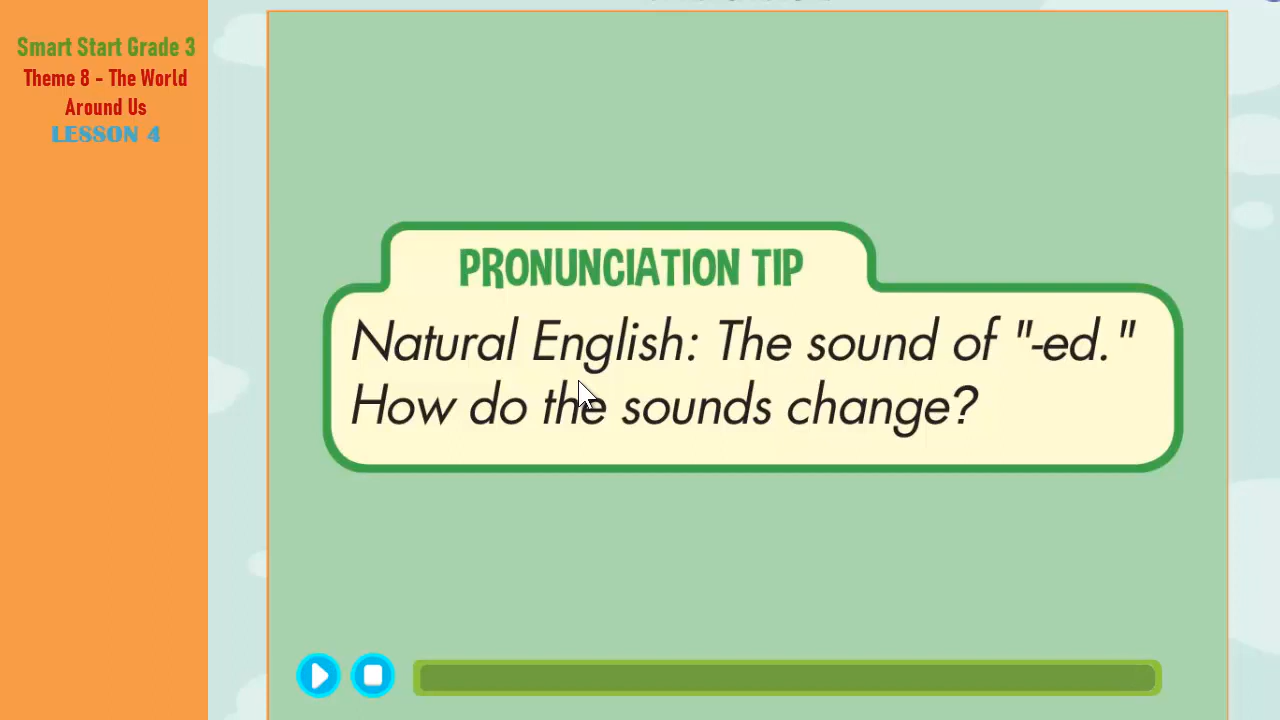 Smart Start Grade 3
Theme 8 - The World
Around Us
LESSON 4
PRONUNCIATION TIP
Natural English: The sound of "-ed."
How do the sounds change?